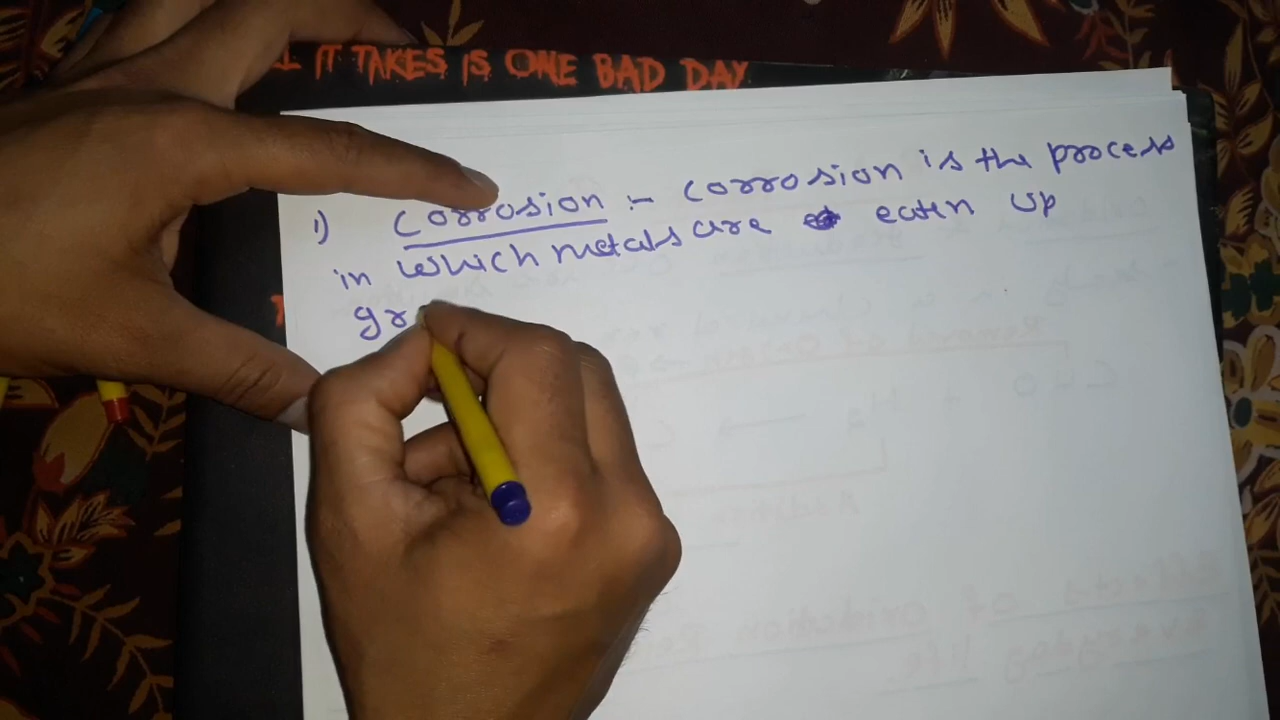 IT TAKES IS ONE BAD DAY
1) Corrosion :- Corrosion is the process
in which metals are eaten up
gr